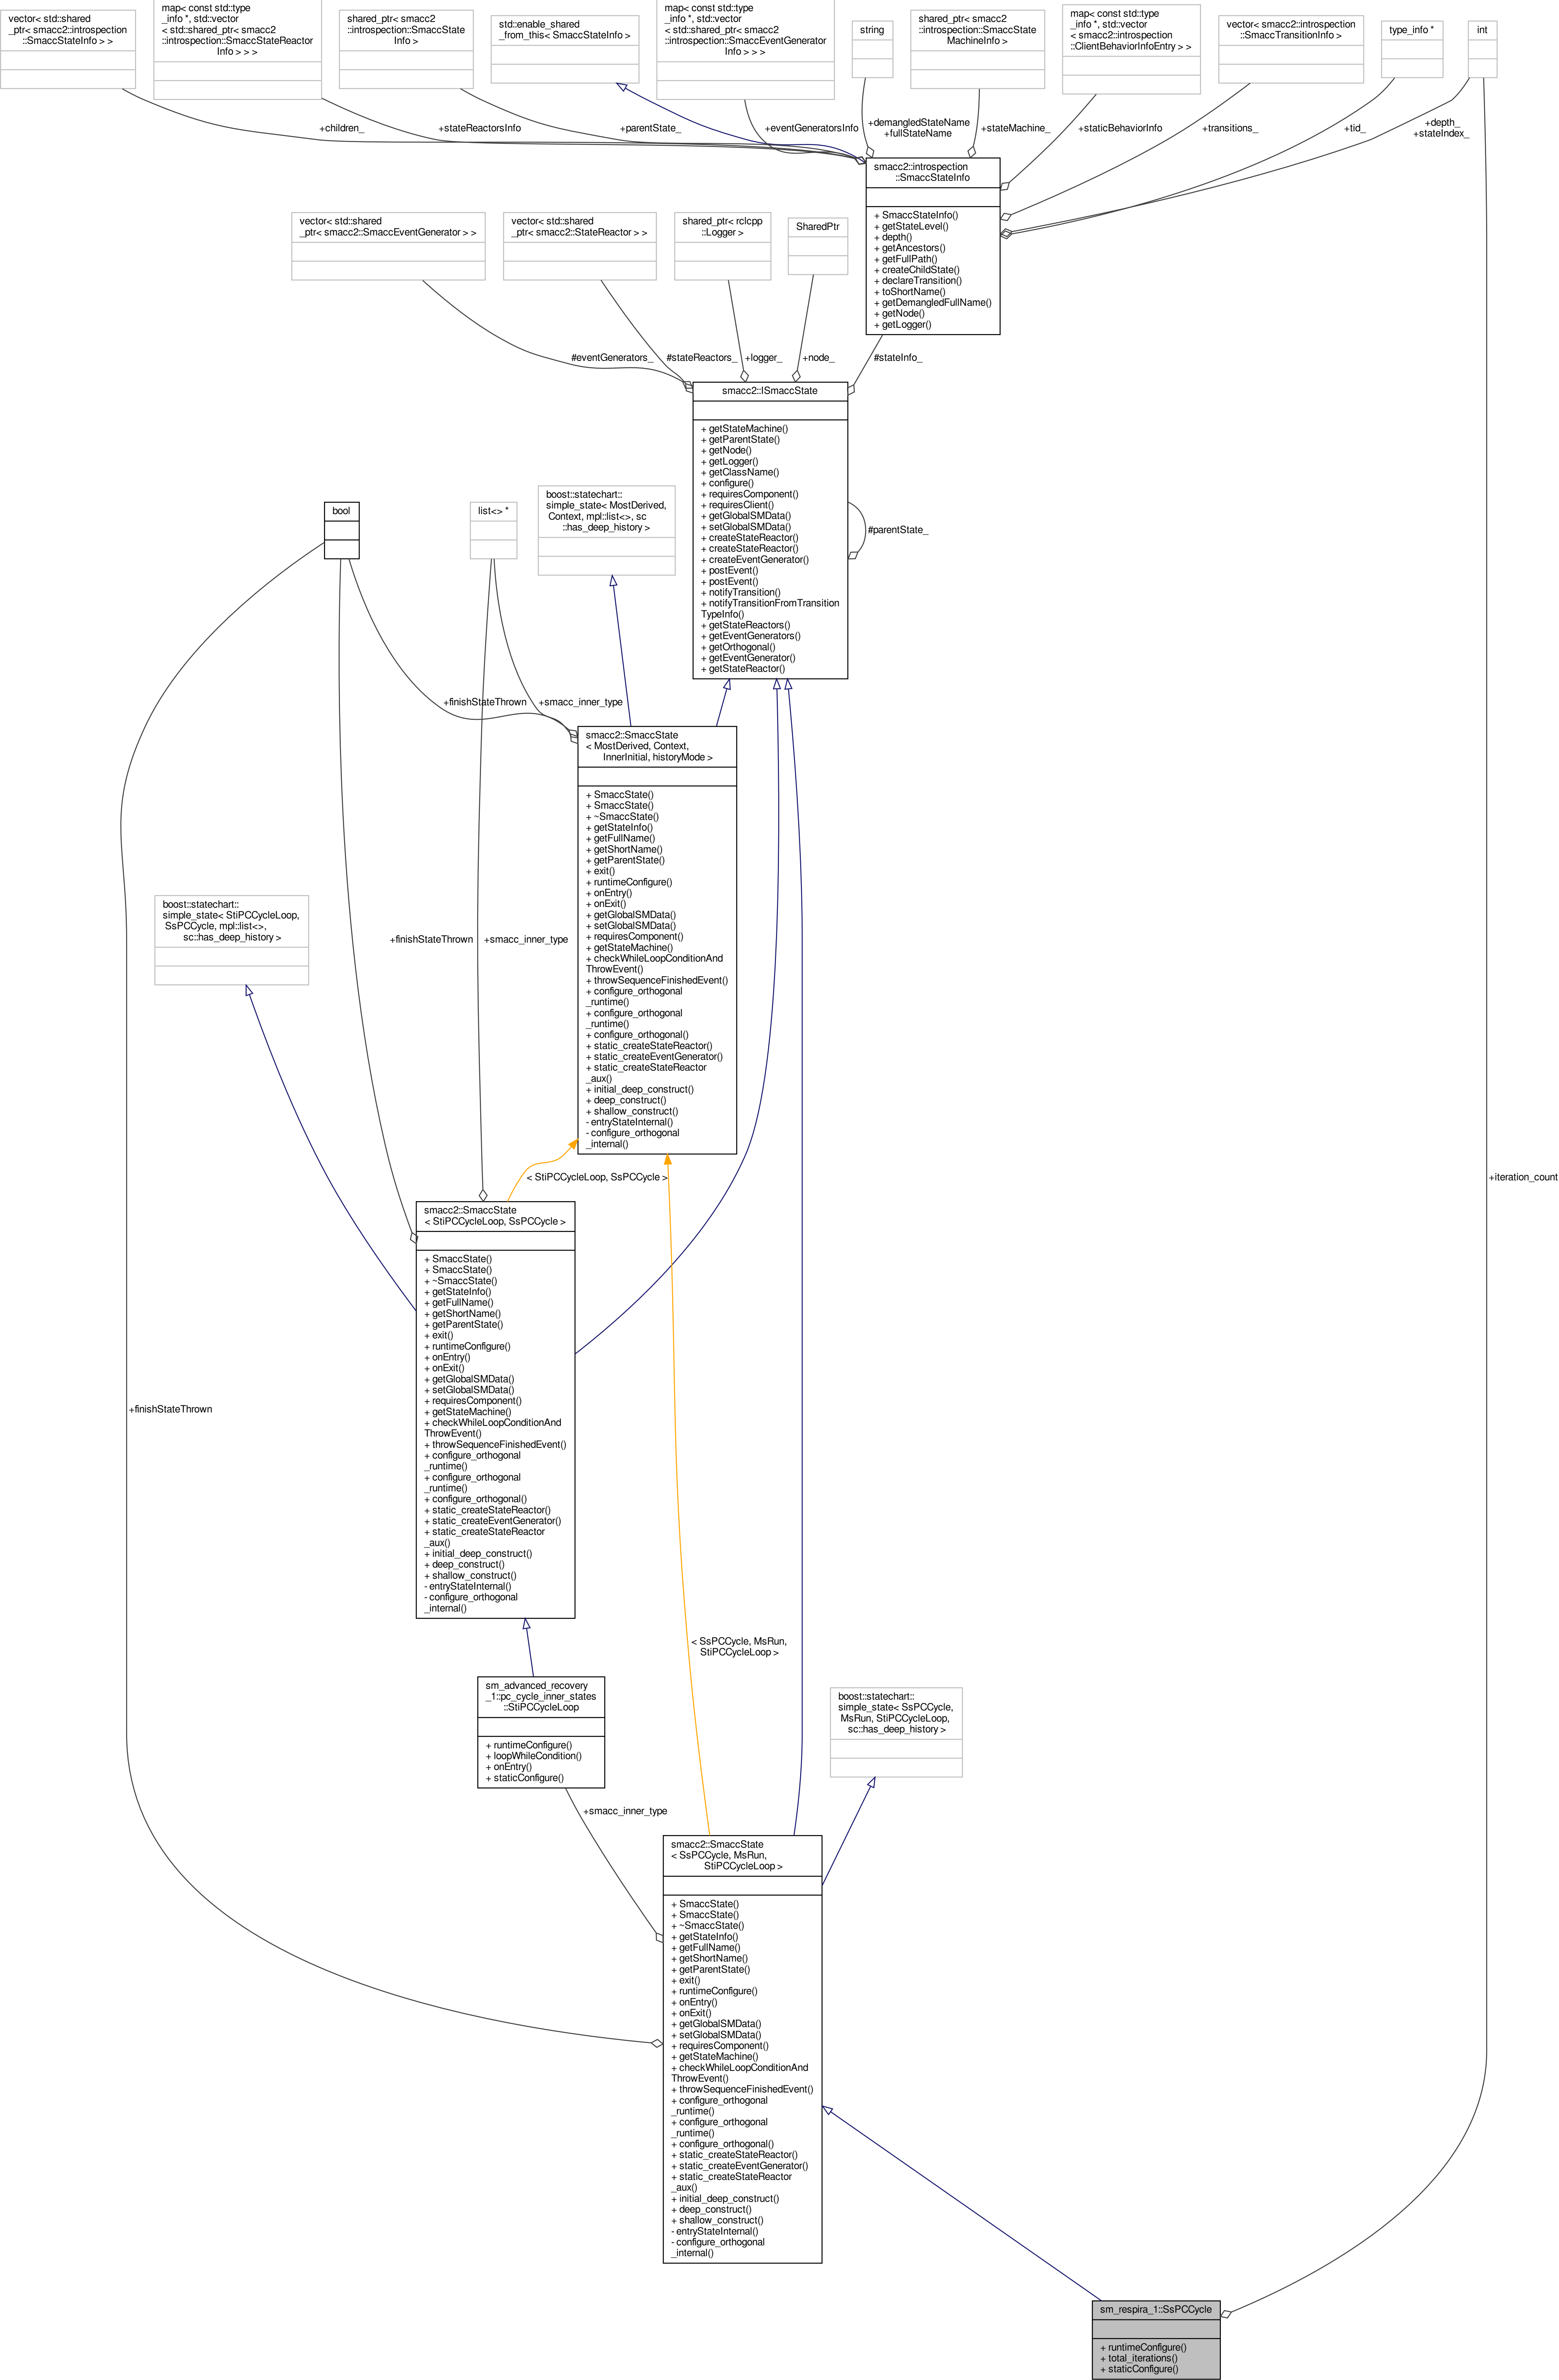 vector< std::shared
_ptr< smacc2::introspection
::SmaccStateInfo > >
map< const std::type
_info *, std::vector
< std::shared_ptr< smacc2
::introspection::SmaccStateReactor
Info > > >
shared_ptr< smacc2
::introspection::SmaccState
Info >
std::enable_shared
_from_this< SmaccStateInfo >
map< const std::type
_info *, std::vector
< std::shared_ptr< smacc2
::introspection::SmaccEventGenerator
Info > > >
string
shared_ptr< smacc2
::introspection::SmaccState
MachineInfo >
map< const std::type
_info *, std::vector
< smacc2::introspection
::ClientBehaviorInfoEntry > >
vector< smacc2::introspection
::SmaccTransitionInfo >
type_info *
int
+children_
+stateReactorsInfo
+parentState_
+eventGeneratorsInfo
+demangledStateName
+fullStateName
+stateMachine_
+staticBehaviorInfo
+transitions_
+tid_
+depth_
+stateIndex_
smacc2::introspection
::SmaccStateInfo
+ SmaccStateInfo()
+ getStateLevel()
+ depth()
+ getAncestors()
+ getFullPath()
+ createChildState()
+ declareTransition()
+ toShortName()
+ getDemangledFullName()
+ getNode()
+ getLogger()
vector< std::shared
_ptr< smacc2::SmaccEventGenerator > >
vector< std::shared
_ptr< smacc2::StateReactor > >
shared_ptr< rclcpp
::Logger >
SharedPtr
#eventGenerators_
#stateReactors_
+logger_
+node_
#stateInfo_
smacc2::ISmaccState
+ getStateMachine()
+ getParentState()
+ getNode()
+ getLogger()
+ getClassName()
+ configure()
+ requiresComponent()
+ requiresClient()
+ getGlobalSMData()
+ setGlobalSMData()
+ createStateReactor()
+ createStateReactor()
+ createEventGenerator()
+ postEvent()
+ postEvent()
+ notifyTransition()
+ notifyTransitionFromTransition
TypeInfo()
+ getStateReactors()
+ getEventGenerators()
+ getOrthogonal()
+ getEventGenerator()
+ getStateReactor()
#parentState_
bool
list<> *
boost::statechart::
simple_state< MostDerived,
Context, mpl::list<>, sc
::has_deep_history >
+finishStateThrown
+smacc_inner_type
smacc2::SmaccState
< MostDerived, Context,
InnerInitial, historyMode >
+ SmaccState()
+ SmaccState()
+ ~SmaccState()
+ getStateInfo()
+ getFullName()
+ getShortName()
+ getParentState()
+ exit()
+ runtimeConfigure()
+ onEntry()
+ onExit()
+ getGlobalSMData()
+ setGlobalSMData()
+ requiresComponent()
+ getStateMachine()
+ checkWhileLoopConditionAnd
ThrowEvent()
+ throwSequenceFinishedEvent()
+ configure_orthogonal
_runtime()
+ configure_orthogonal
_runtime()
+ configure_orthogonal()
+ static_createStateReactor()
+ static_createEventGenerator()
+ static_createStateReactor
_aux()
+ initial_deep_construct()
+ deep_construct()
+ shallow_construct()
- entryStateInternal()
- configure_orthogonal
_internal()
boost::statechart::
simple_state< StiPCCycleLoop,
SsPCCycle, mpl::list<>,
sc::has_deep_history >
+finishStateThrown
+smacc_inner_type
< StiPCCycleLoop, SsPCCycle >
+iteration_count
smacc2::SmaccState
< StiPCCycleLoop, SsPCCycle >
+ SmaccState()
+ SmaccState()
+ ~SmaccState()
+ getStateInfo()
+ getFullName()
+ getShortName()
+ getParentState()
+ exit()
+ runtimeConfigure()
+ onEntry()
+ onExit()
+ getGlobalSMData()
+ setGlobalSMData()
+ requiresComponent()
+ getStateMachine()
+ checkWhileLoopConditionAnd
ThrowEvent()
+ throwSequenceFinishedEvent()
+ configure_orthogonal
_runtime()
+ configure_orthogonal
_runtime()
+ configure_orthogonal()
+ static_createStateReactor()
+ static_createEventGenerator()
+ static_createStateReactor
_aux()
+ initial_deep_construct()
+ deep_construct()
+ shallow_construct()
- entryStateInternal()
- configure_orthogonal
_internal()
+finishStateThrown
< SsPCCycle, MsRun,
StiPCCycleLoop >
sm_advanced_recovery
_1::pc_cycle_inner_states
::StiPCCycleLoop
+ runtimeConfigure()
+ loopWhileCondition()
+ onEntry()
+ staticConfigure()
boost::statechart::
simple_state< SsPCCycle,
MsRun, StiPCCycleLoop,
sc::has_deep_history >
+smacc_inner_type
smacc2::SmaccState
< SsPCCycle, MsRun,
StiPCCycleLoop >
+ SmaccState()
+ SmaccState()
+ ~SmaccState()
+ getStateInfo()
+ getFullName()
+ getShortName()
+ getParentState()
+ exit()
+ runtimeConfigure()
+ onEntry()
+ onExit()
+ getGlobalSMData()
+ setGlobalSMData()
+ requiresComponent()
+ getStateMachine()
+ checkWhileLoopConditionAnd
ThrowEvent()
+ throwSequenceFinishedEvent()
+ configure_orthogonal
_runtime()
+ configure_orthogonal
_runtime()
+ configure_orthogonal()
+ static_createStateReactor()
+ static_createEventGenerator()
+ static_createStateReactor
_aux()
+ initial_deep_construct()
+ deep_construct()
+ shallow_construct()
- entryStateInternal()
- configure_orthogonal
_internal()
sm_respira_1::SsPCCycle
+ runtimeConfigure()
+ total_iterations()
+ staticConfigure()